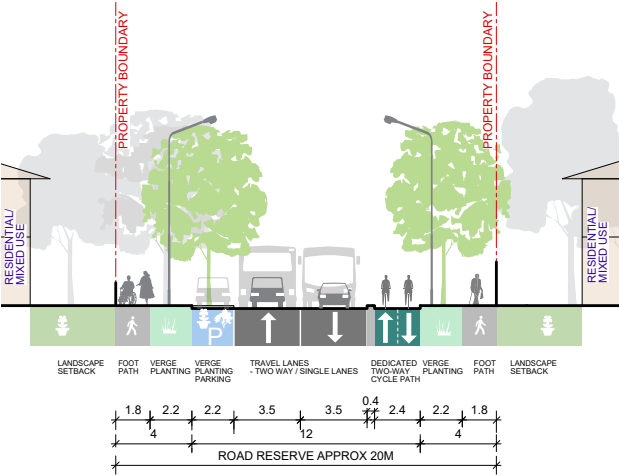 PROPERTY BOUNDARY
PROPERTY BOUNDARY
RESIDENTIAL/
MIXED USE
RESIDENTIAL/
MIXED USE
P
LANDSCAPE
SETBACK
FOOT
PATH
VERGE
PLANTING
VERGE
PLANTING
PARKING
TRAVEL LANES
- TWO WAY / SINGLE LANES
DEDICATED
TWO-WAY
CYCLE PATH
VERGE
PLANTING
FOOT
PATH
LANDSCAPE
SETBACK
1.8 2.2 2.2 3.5 3.5 0.4 2.4 2.2 1.8
4 12 4
ROAD RESERVE APPROX 20M